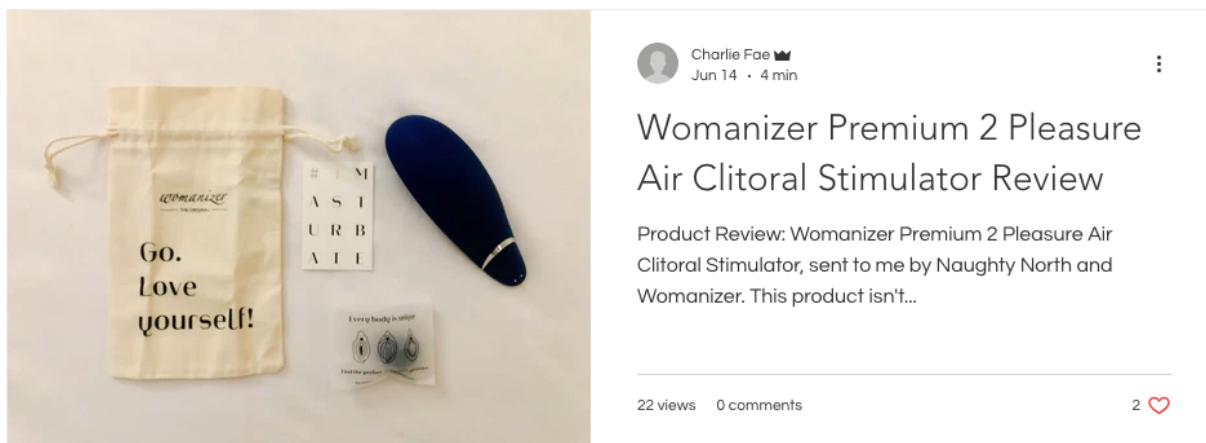 womanizer
Go.
Love
yourself!
# I M
A S T
U R B
A T E
Every body is unique
Charlie Fae
Jun 14 · 4 min
Womanizer Premium 2 Pleasure
Air Clitoral Stimulator Review
Product Review: Womanizer Premium 2 Pleasure Air
Clitoral Stimulator, sent to me by Naughty North and
Womanizer. This product isn't...
22 views 0 comments
2